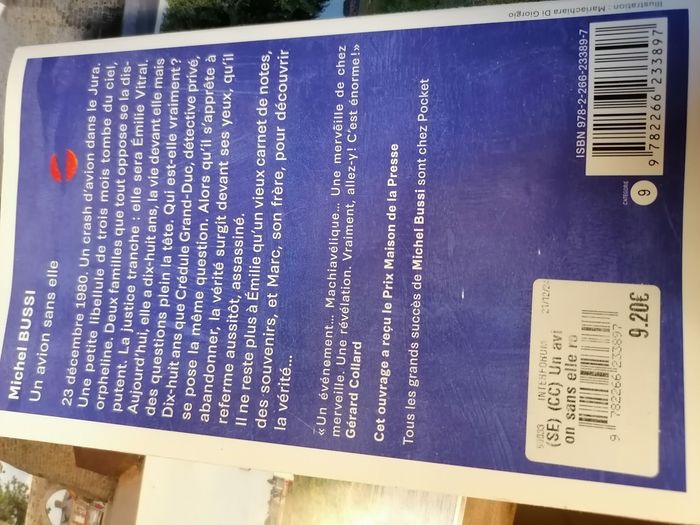 Michel BUSSI
Un avion sans elle
23 décembre 1980. Un crash d'avion dans le Jura.
Une petite libellule de trois mois tombe du ciel,
orpheline. Deux familles que tout oppose se la dis-
putent. La justice tranche : elle sera Émilie Vitral.
Aujourd'hui, elle a dix-huit ans, la vie devant elle mais
des questions plein la tête. Qui est-elle vraiment ?
Dix-huit ans que Crédule Grand-Duc, détective privé,
se pose la même question. Alors qu'il s'apprête à
abandonner, la vérité surgit devant ses yeux, qu'il
referme aussitôt, assassiné.
Il ne reste plus à Émilie qu'un vieux carnet de notes,
des souvenirs, et Marc, son frère, pour découvrir
la vérité...
« Un événement... Machiavélique... Une merveille de chez
merveille. Une révélation. Vraiment, allez-y ! C'est énorme ! »
Gérard Collard
Cet ouvrage a reçu le Prix Maison de la Presse
Tous les grands succès de Michel Bussi sont chez Pocket
INTERFORUM
(SE) (CC) Un avi
on sans elle
9 782266 233897
9.20€
CATÉGORIE
9
ISBN 978-2-266-23389-7
9 782266 233897
Illustration : Mariachiara Di Giorgio